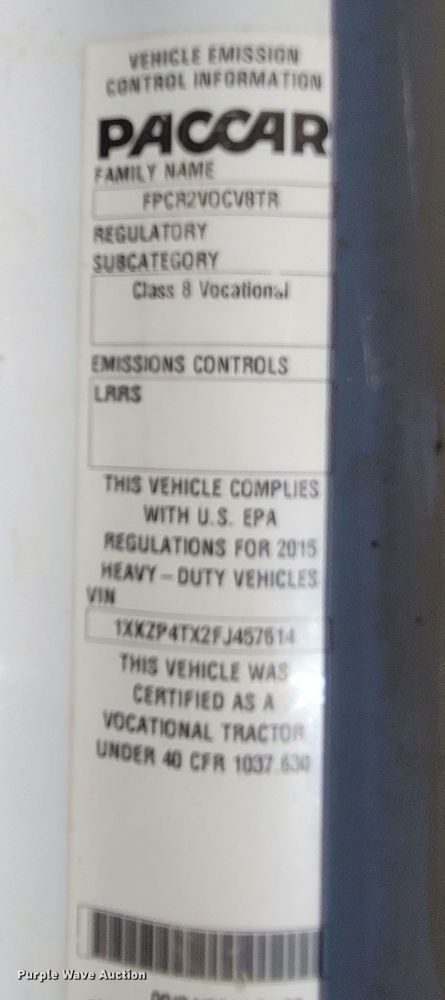 VEHICLE EMISSION
CONTROL INFORMATION
PACCAR
FAMILY NAME
FPCR2VOCV8TR
REGULATORY
SUBCATEGORY
Class 8 Vocational
EMISSIONS CONTROLS
LRRS
THIS VEHICLE COMPLIES
WITH U.S. EPA
REGULATIONS FOR 2015
HEAVY-DUTY VEHICLES
VIN
1XKZP4TX2FJ457614
THIS VEHICLE WAS
CERTIFIED AS A
VOCATIONAL TRACTOR
UNDER 40 CFR 1037.630
Purple Wave Auction